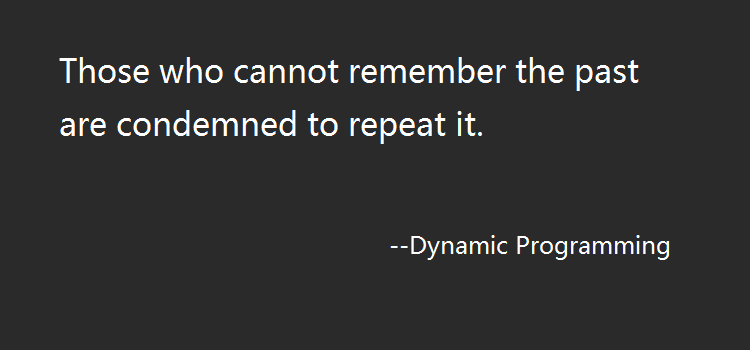 Those who cannot remember the past
are condemned to repeat it.
--Dynamic Programming